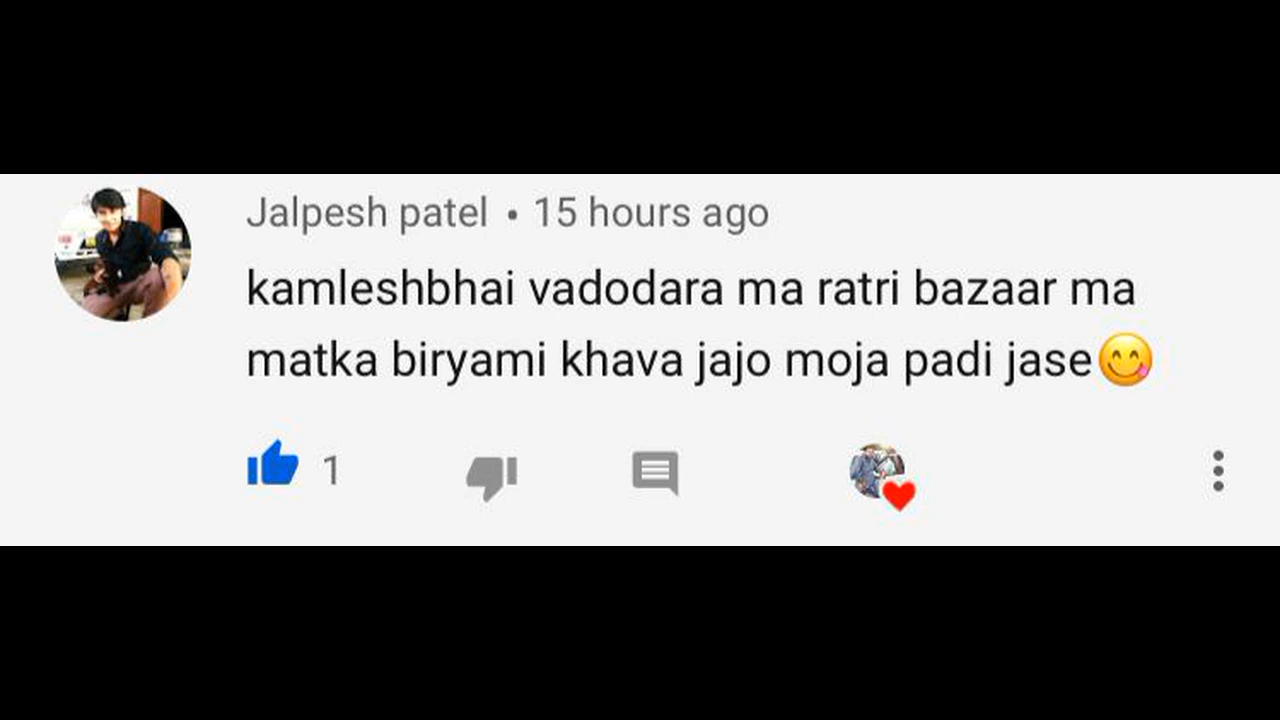 Jalpesh patel • 15 hours ago
kamleshbhai vadodara ma ratri bazaar ma
matka biryami khava jajo moja padi jase😋
1